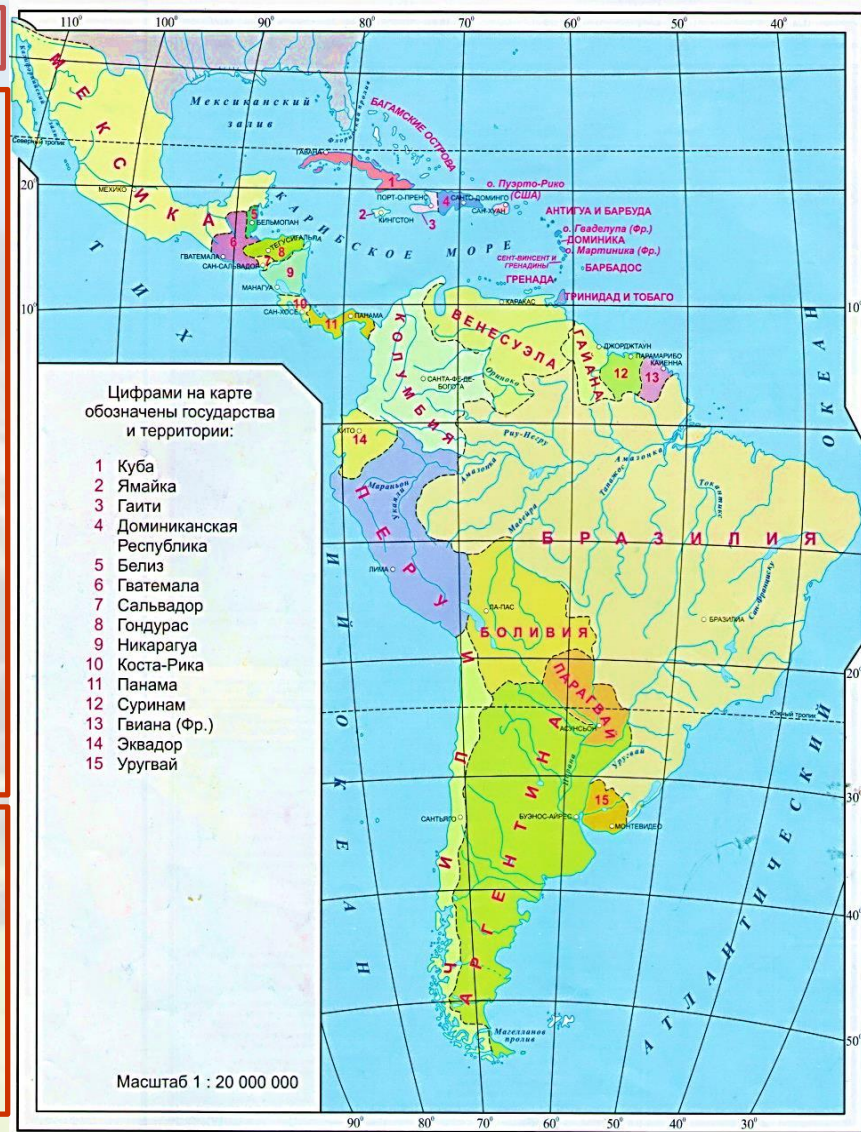 110°
100°
90°
80°
70°
60°
50°
40°
МЕКСИКА
Мексиканский
залив
Северный тропик
МЕХИКО
ГАВАНА
БАГАМСКИЕ ОСТРОВА
20°
1
2
КИНГСТОН
ПОРТ-О-ПРЕНС
3
4
САНТО-ДОМИНГО
САН-ХУАН
о. Пуэрто-Рико
(США)
АНТИГУА И БАРБУДА
о. Гваделупа (Фр.)
ДОМИНИКА
о. Мартиника (Фр.)
СЕНТ-ВИНСЕНТ И
ГРЕНАДИНЫ
БАРБАДОС
ГРЕНАДА
ТРИНИДАД И ТОБАГО
КАРИБСКОЕ МОРЕ
5
БЕЛЬМОПАН
6
ГВАТЕМАЛА
ТЕГУСИГАЛЬПА
8
САН-САЛЬВАДОР
9
МАНАГУА
10
САН-ХОСЕ
11
ПАНАМА
10°
КАРАКАС
ВЕНЕСУЭЛА
Ориноко
КОЛУМБИЯ
САНТА-ФЕ-ДЕ-
БОГОТА
ГАЙАНА
ДЖОРДЖТАУН
ПАРАМАРИБО
КАЙЕННА
12
13
КИТО
14
Риу-Негру
Амазонка
Амазонка
Мараньон
Укаяли
Мадейра
Тапажос
Токантинс
ПЕРУ
ЛИМА
БРАЗИЛИЯ
БРАЗИЛИА
Сан-Франциску
ЛА-ПАС
БОЛИВИЯ
ПАРАГВАЙ
АСУНСЬОН
20°
Южный тропик
Парана
Уругвай
ЧИЛИ
САНТЬЯГО
АРГЕНТИНА
БУЭНОС-АЙРЕС
15
МОНТЕВИДЕО
30°
40°
50°
Магелланов
пролив
ТИХИЙ ОКЕАН
АТЛАНТИЧЕСКИЙ ОКЕАН
Цифрами на карте
обозначены государства
и территории:
1 Куба
2 Ямайка
3 Гаити
4 Доминиканская
Республика
5 Белиз
6 Гватемала
7 Сальвадор
8 Гондурас
9 Никарагуа
10 Коста-Рика
11 Панама
12 Суринам
13 Гвиана (Фр.)
14 Эквадор
15 Уругвай
Масштаб 1 : 20 000 000
90°
80°
70°
60°
50°
40°
30°